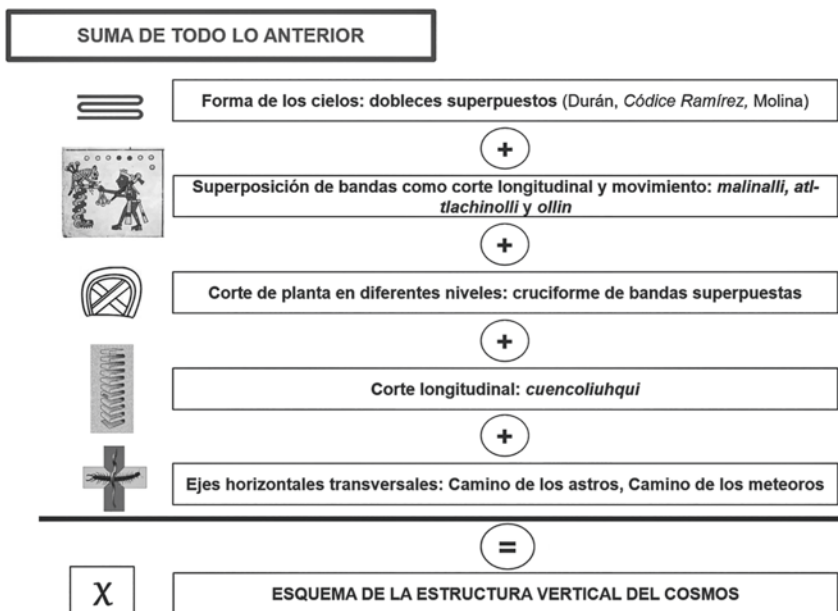 SUMA DE TODO LO ANTERIOR
Forma de los cielos: dobleces superpuestos (Durán, Códice Ramírez, Molina)
+
Superposición de bandas como corte longitudinal y movimiento: malinalli, atl-
tlachinolli y ollin
+
Corte de planta en diferentes niveles: cruciforme de bandas superpuestas
+
Corte longitudinal: cuencoliuhqui
+
Ejes horizontales transversales: Camino de los astros, Camino de los meteoros
=
χ
ESQUEMA DE LA ESTRUCTURA VERTICAL DEL COSMOS